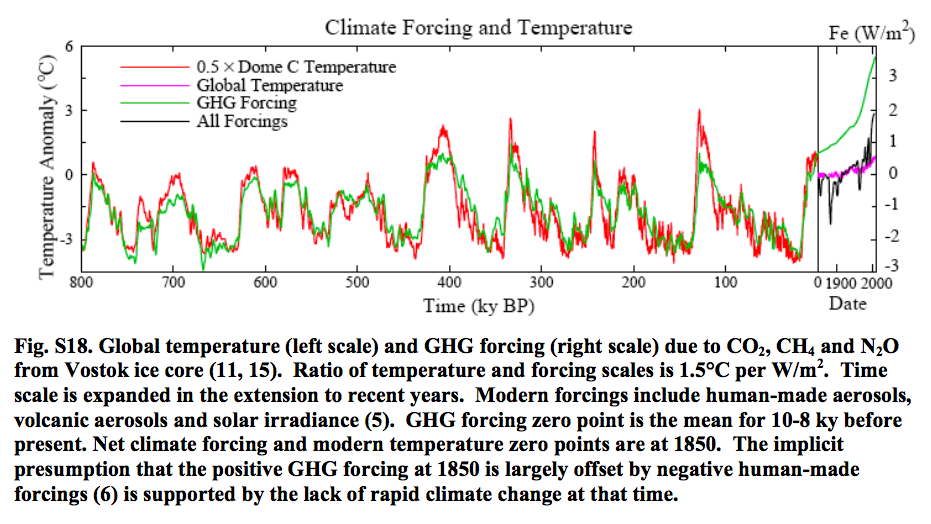 Climate Forcing and Temperature
Fe (W/m²)
Temperature Anomaly (°C)
6
3
0
-3
0.5 × Dome C Temperature
Global Temperature
GHG Forcing
All Forcings
3
2
1
0
-1
-2
-3
800 700 600 500 400 300 200 100 0 1900 2000
Time (ky BP)
Date
Fig. S18. Global temperature (left scale) and GHG forcing (right scale) due to CO₂, CH₄ and N₂O
from Vostok ice core (11, 15). Ratio of temperature and forcing scales is 1.5°C per W/m². Time
scale is expanded in the extension to recent years. Modern forcings include human-made aerosols,
volcanic aerosols and solar irradiance (5). GHG forcing zero point is the mean for 10-8 ky before
present. Net climate forcing and modern temperature zero points are at 1850. The implicit
presumption that the positive GHG forcing at 1850 is largely offset by negative human-made
forcings (6) is supported by the lack of rapid climate change at that time.